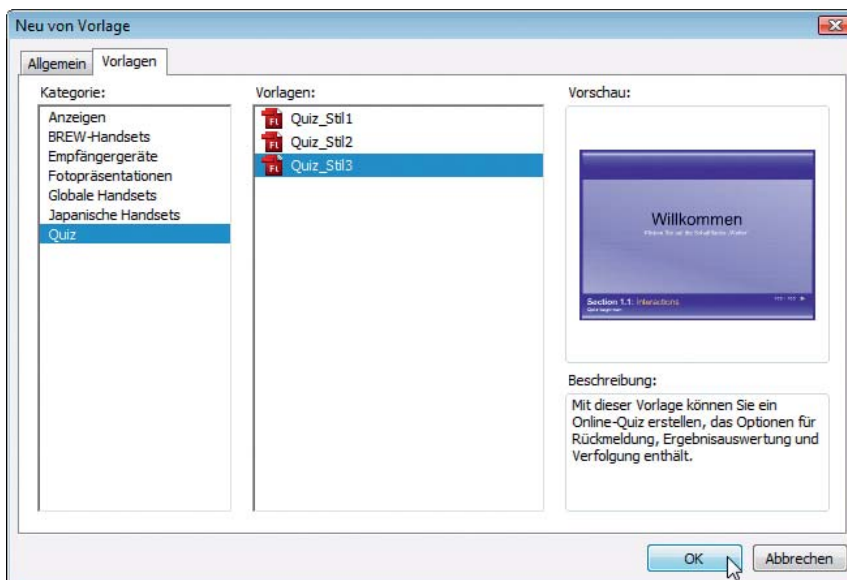 Neu von Vorlage
Allgemein
Vorlagen
Kategorie:
Anzeigen
BREW-Handsets
Empfängergeräte
Fotopräsentationen
Globale Handsets
Japanische Handsets
Quiz
Vorlagen:
Quiz_Stil1
Quiz_Stil2
Quiz_Stil3
Vorschau:
Willkommen
Section 1.1: Interactions
Beschreibung:
Mit dieser Vorlage können Sie ein
Online-Quiz erstellen, das Optionen für
Rückmeldung, Ergebnisauswertung und
Verfolgung enthält.
OK
Abbrechen